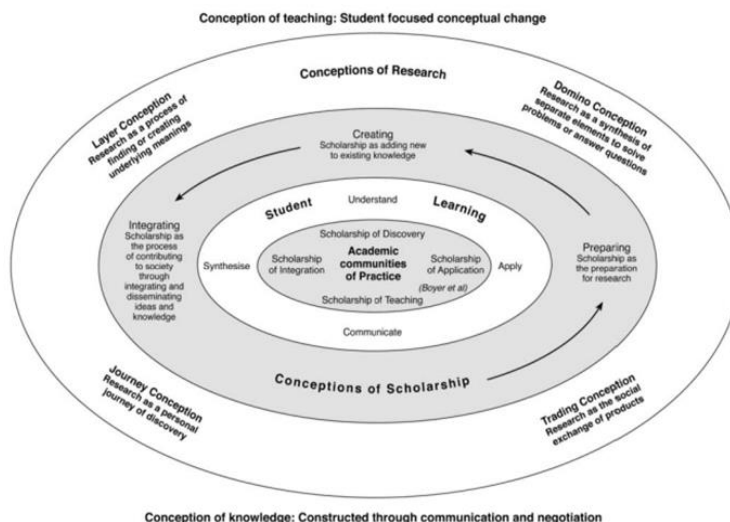 Conception of teaching: Student focused conceptual change
Conceptions of Research
Layer Conception
Research as a process of
finding or creating
underlying meanings
Domino Conception
Research as a synthesis of
separate elements to solve
problems or answer questions
Creating
Scholarship as adding new
to existing knowledge
Integrating
Scholarship as
the process
of contributing
to society
through
integrating and
disseminating
ideas and
knowledge
Student
Understand
Learning
Synthesise
Scholarship of Discovery
Scholarship
of Integration
Academic
communities
of Practice
Scholarship
of Application
(Boyer et al)
Scholarship of Teaching
Apply
Communicate
Preparing
Scholarship as
the preparation
for research
Conceptions of Scholarship
Journey Conception
Research as a personal
journey of discovery
Trading Conception
Research as the social
exchange of products
Conception of knowledge: Constructed through communication and negotiation